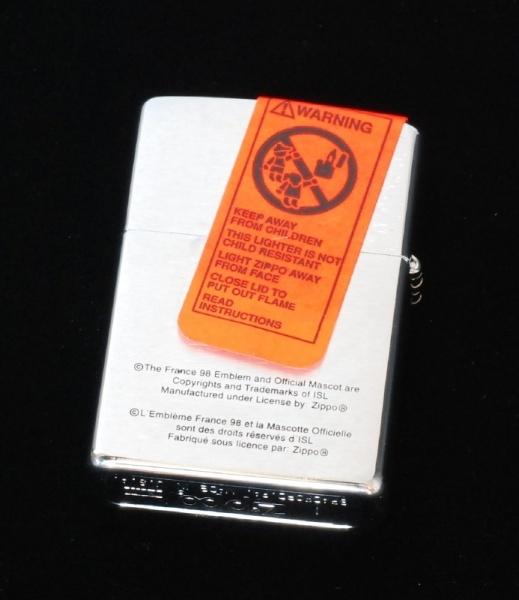 WARNING
KEEP AWAY
FROM CHILDREN
THIS LIGHTER IS NOT
CHILD RESISTANT
LIGHT ZIPPO AWAY
FROM FACE
CLOSE LID TO
PUT OUT FLAME
READ
INSTRUCTIONS
©The France 98 Emblem and Official Mascot are
Copyrights and Trademarks of ISL
Manufactured under License by: Zippo®
©L'Emblème France 98 et la Mascotte Officielle
sont des droits réservés d'ISL
Fabriqué sous licence par: Zippo®